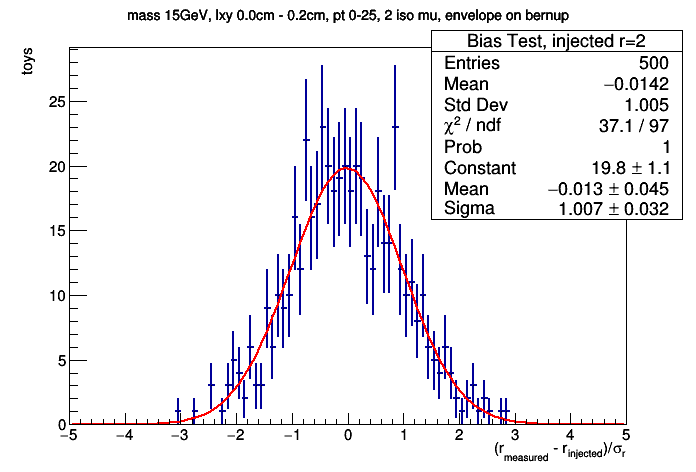 mass 15GeV, lxy 0.0cm - 0.2cm, pt 0-25, 2 iso mu, envelope on bernup
Bias Test, injected r=2
Entries 500
Mean −0.0142
Std Dev 1.005
χ² / ndf 37.1 / 97
Prob 1
Constant 19.8 ± 1.1
Mean −0.013 ± 0.045
Sigma 1.007 ± 0.032
toys
25
20
15
10
5
0
−5 −4 −3 −2 −1 0 1 2 3 4 5
(r_measured - r_injected)/σ_r